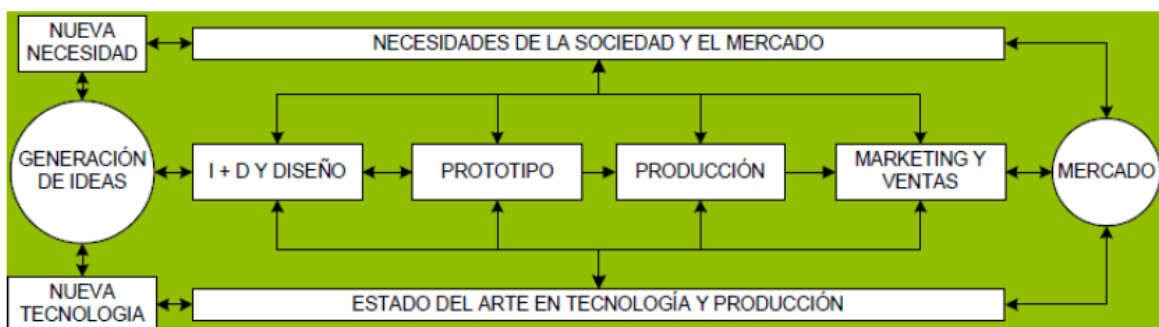 NUEVA
NECESIDAD
NECESIDADES DE LA SOCIEDAD Y EL MERCADO
GENERACIÓN
DE IDEAS
I + D Y DISEÑO
PROTOTIPO
PRODUCCIÓN
MARKETING Y
VENTAS
MERCADO
NUEVA
TECNOLOGIA
ESTADO DEL ARTE EN TECNOLOGÍA Y PRODUCCIÓN